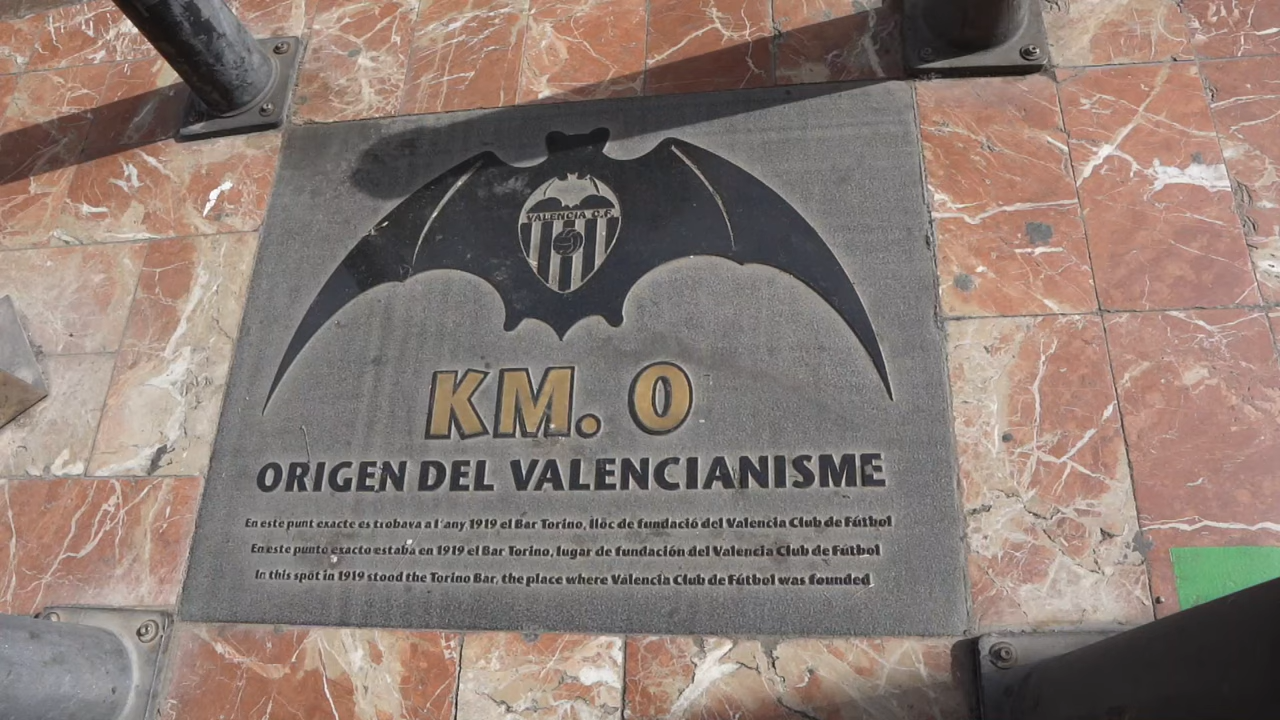 VALENCIA C.F.
KM. 0
ORIGEN DEL VALENCIANISME
En este punt exacte es trobava a l'any 1919 el Bar Torino, lloc de fundació del Valencia Club de Fútbol
En este punto exacto estaba en 1919 el Bar Torino, lugar de fundación del Valencia Club de Fútbol
In this spot in 1919 stood the Torino Bar, the place where Valencia Club de Fútbol was founded